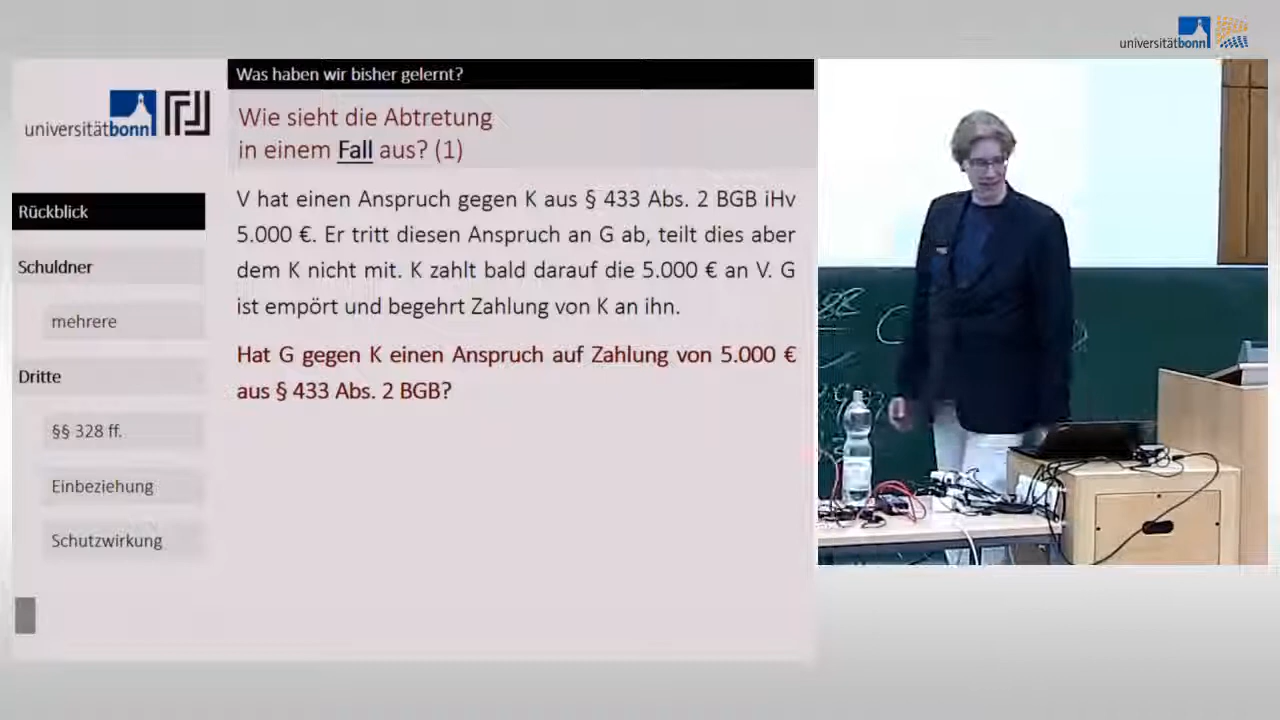 universitätbonn
Was haben wir bisher gelernt?
universitätbonn
Wie sieht die Abtretung
in einem Fall aus? (1)
V hat einen Anspruch gegen K aus § 433 Abs. 2 BGB iHv
5.000 €. Er tritt diesen Anspruch an G ab, teilt dies aber
dem K nicht mit. K zahlt bald darauf die 5.000 € an V. G
ist empört und begehrt Zahlung von K an ihn.
Hat G gegen K einen Anspruch auf Zahlung von 5.000 €
aus § 433 Abs. 2 BGB?
Rückblick
Schuldner
mehrere
Dritte
§§ 328 ff.
Einbeziehung
Schutzwirkung